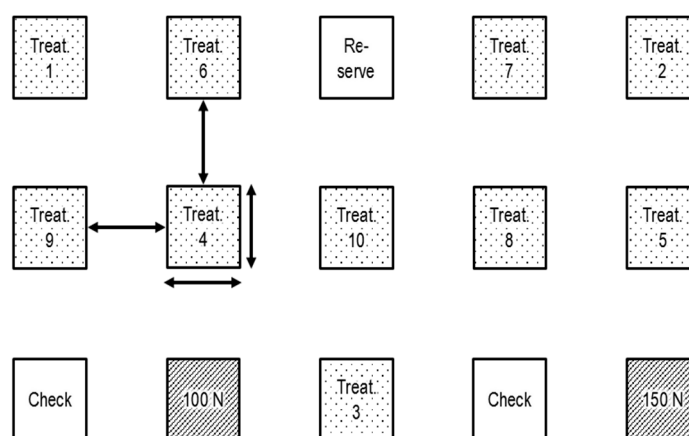 Treat.
1
Treat.
6
Re-
serve
Treat.
7
Treat.
2
Treat.
9
Treat.
4
Treat.
10
Treat.
8
Treat.
5
Check
100 N
Treat.
3
Check
150 N